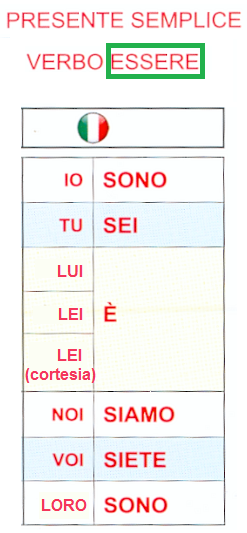 PRESENTE SEMPLICE
VERBO ESSERE
IO SONO
TU SEI
LUI
LEI È
LEI
(cortesia)
NOI SIAMO
VOI SIETE
LORO SONO